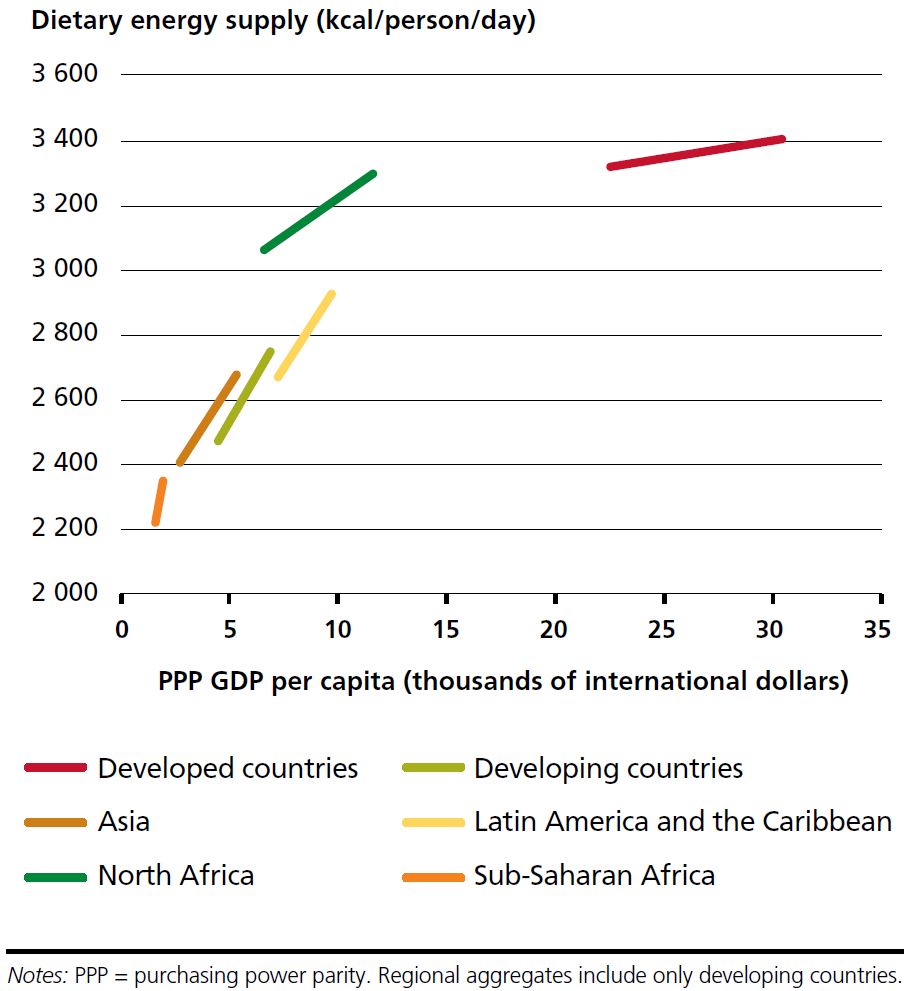 Dietary energy supply (kcal/person/day)
3 600
3 400
3 200
3 000
2 800
2 600
2 400
2 200
2 000
0 5 10 15 20 25 30 35
PPP GDP per capita (thousands of international dollars)
Developed countries Developing countries
Asia Latin America and the Caribbean
North Africa Sub-Saharan Africa
Notes: PPP = purchasing power parity. Regional aggregates include only developing countries.